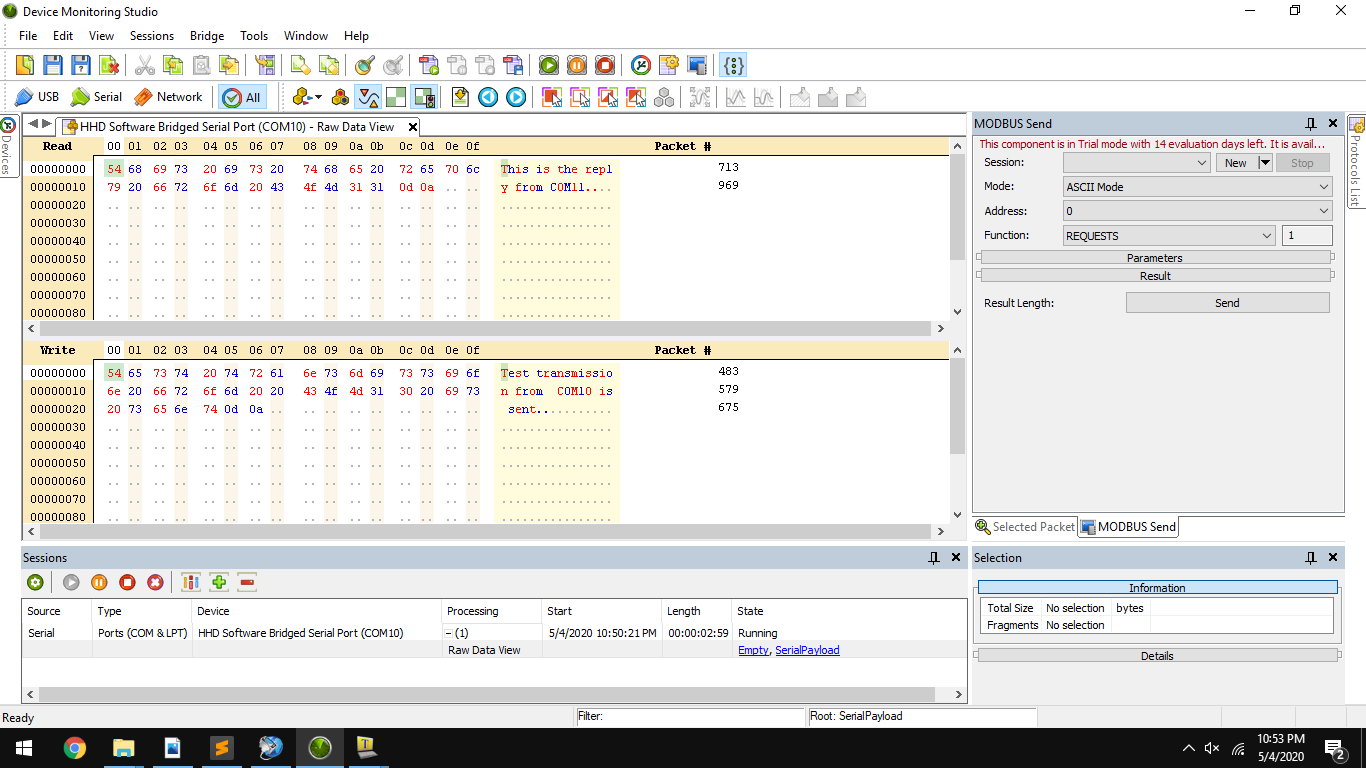 Device Monitoring Studio
File Edit View Sessions Bridge Tools Window Help
USB Serial Network All
Devices
HHD Software Bridged Serial Port (COM10) - Raw Data View
Read 00 01 02 03 04 05 06 07 08 09 0a 0b 0c 0d 0e 0f Packet #
00000000 54 68 69 73 20 69 73 20 74 68 65 20 72 65 70 6c This is the repl 713
00000010 79 20 66 72 6f 6d 20 43 4f 4d 31 31 0d 0a .. .. y from COM11.... 969
00000020 .. .. .. .. .. .. .. .. .. .. .. .. .. .. .. .. ................
00000030 .. .. .. .. .. .. .. .. .. .. .. .. .. .. .. .. ................
00000040 .. .. .. .. .. .. .. .. .. .. .. .. .. .. .. .. ................
00000050 .. .. .. .. .. .. .. .. .. .. .. .. .. .. .. .. ................
00000060 .. .. .. .. .. .. .. .. .. .. .. .. .. .. .. .. ................
00000070 .. .. .. .. .. .. .. .. .. .. .. .. .. .. .. .. ................
00000080 .. .. .. .. .. .. .. .. .. .. .. .. .. .. .. .. ................
Write 00 01 02 03 04 05 06 07 08 09 0a 0b 0c 0d 0e 0f Packet #
00000000 54 65 73 74 20 74 72 61 6e 73 6d 69 73 73 69 6f Test transmissio 483
00000010 6e 20 66 72 6f 6d 20 20 43 4f 4d 31 30 20 69 73 n from  COM10 is 579
00000020 20 73 65 6e 74 0d 0a .. .. .. .. .. .. .. .. .. sent........... 675
00000030 .. .. .. .. .. .. .. .. .. .. .. .. .. .. .. .. ................
00000040 .. .. .. .. .. .. .. .. .. .. .. .. .. .. .. .. ................
00000050 .. .. .. .. .. .. .. .. .. .. .. .. .. .. .. .. ................
00000060 .. .. .. .. .. .. .. .. .. .. .. .. .. .. .. .. ................
00000070 .. .. .. .. .. .. .. .. .. .. .. .. .. .. .. .. ................
00000080 .. .. .. .. .. .. .. .. .. .. .. .. .. .. .. .. ................
MODBUS Send
This component is in Trial mode with 14 evaluation days left. It is avail...
Session: New Stop
Mode: ASCII Mode
Address: 0
Function: REQUESTS 1
Parameters
Result
Result Length: Send
Selected Packet MODBUS Send
Protocols List
Sessions
Source Type Device Processing Start Length State
Serial Ports (COM & LPT) HHD Software Bridged Serial Port (COM10) (1) 5/4/2020 10:50:21 PM 00:00:02:59 Running
Raw Data View Empty, SerialPayload
Selection
Information
Total Size No selection bytes
Fragments No selection
Details
Ready Filter: Root: SerialPayload
10:53 PM
5/4/2020
2